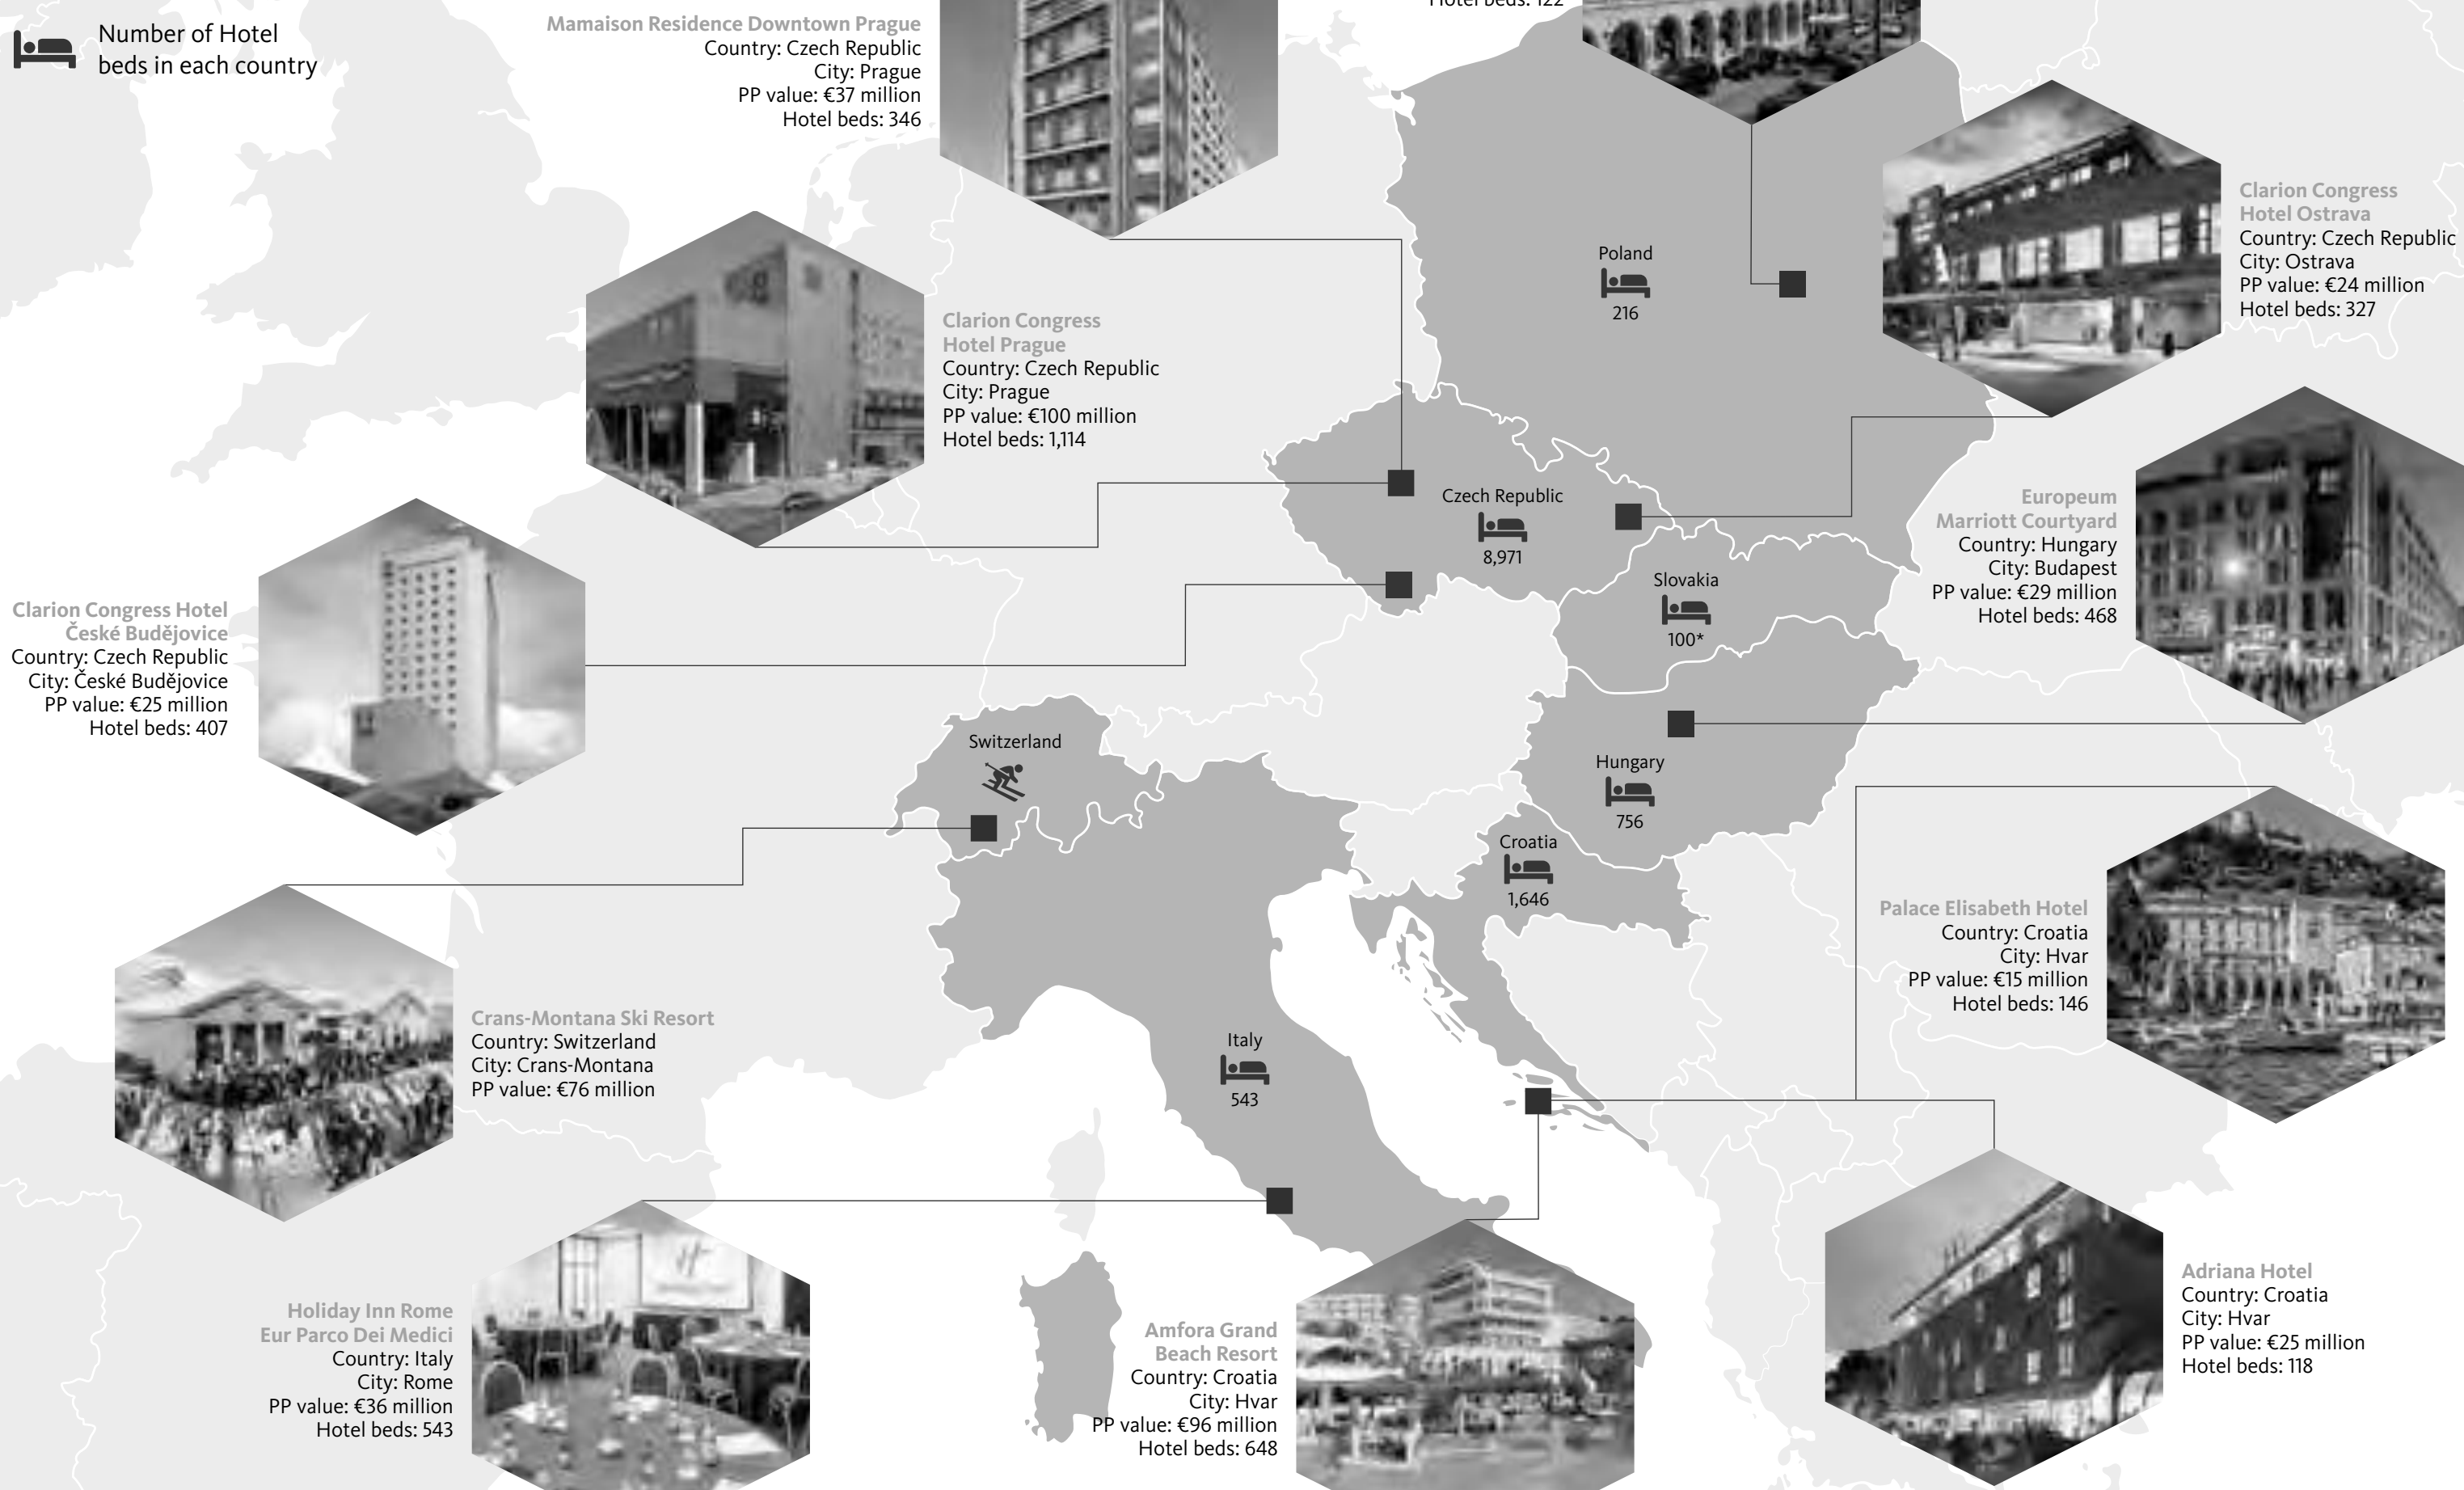 Number of Hotel
beds in each country
Mamaison Residence Downtown Prague
Country: Czech Republic
City: Prague
PP value: €37 million
Hotel beds: 346
Hotel beds: 122
Clarion Congress
Hotel Ostrava
Country: Czech Republic
City: Ostrava
PP value: €24 million
Hotel beds: 327
Poland
216
Clarion Congress
Hotel Prague
Country: Czech Republic
City: Prague
PP value: €100 million
Hotel beds: 1,114
Czech Republic
8,971
Europeum
Marriott Courtyard
Country: Hungary
City: Budapest
PP value: €29 million
Hotel beds: 468
Slovakia
100*
Clarion Congress Hotel
České Budějovice
Country: Czech Republic
City: České Budějovice
PP value: €25 million
Hotel beds: 407
Switzerland
Hungary
756
Croatia
1,646
Palace Elisabeth Hotel
Country: Croatia
City: Hvar
PP value: €15 million
Hotel beds: 146
Crans-Montana Ski Resort
Country: Switzerland
City: Crans-Montana
PP value: €76 million
Italy
543
Holiday Inn Rome
Eur Parco Dei Medici
Country: Italy
City: Rome
PP value: €36 million
Hotel beds: 543
Amfora Grand
Beach Resort
Country: Croatia
City: Hvar
PP value: €96 million
Hotel beds: 648
Adriana Hotel
Country: Croatia
City: Hvar
PP value: €25 million
Hotel beds: 118